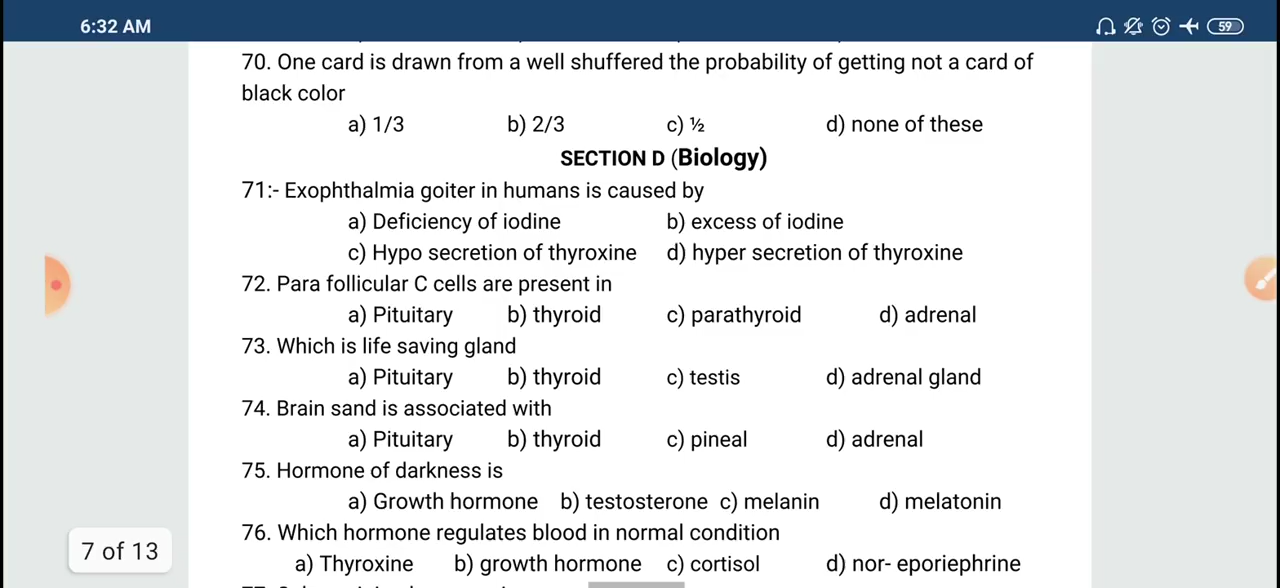 6:32 AM 59
70. One card is drawn from a well shuffered the probability of getting not a card of
black color
a) 1/3 b) 2/3 c) ½ d) none of these
SECTION D (Biology)
71:- Exophthalmia goiter in humans is caused by
a) Deficiency of iodine b) excess of iodine
c) Hypo secretion of thyroxine d) hyper secretion of thyroxine
72. Para follicular C cells are present in
a) Pituitary b) thyroid c) parathyroid d) adrenal
73. Which is life saving gland
a) Pituitary b) thyroid c) testis d) adrenal gland
74. Brain sand is associated with
a) Pituitary b) thyroid c) pineal d) adrenal
75. Hormone of darkness is
a) Growth hormone b) testosterone c) melanin d) melatonin
76. Which hormone regulates blood in normal condition
a) Thyroxine b) growth hormone c) cortisol d) nor- eporiephrine
7 of 13